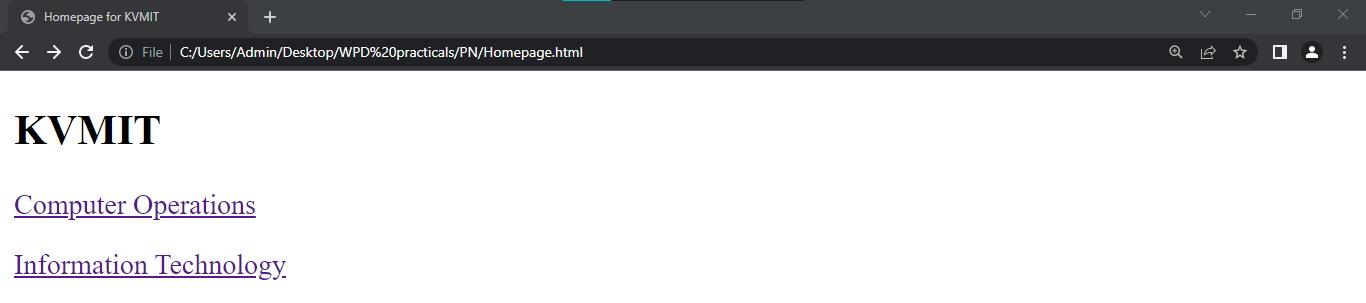 Homepage for KVMIT
File C:/Users/Admin/Desktop/WPD%20practicals/PN/Homepage.html
KVMIT
Computer Operations
Information Technology